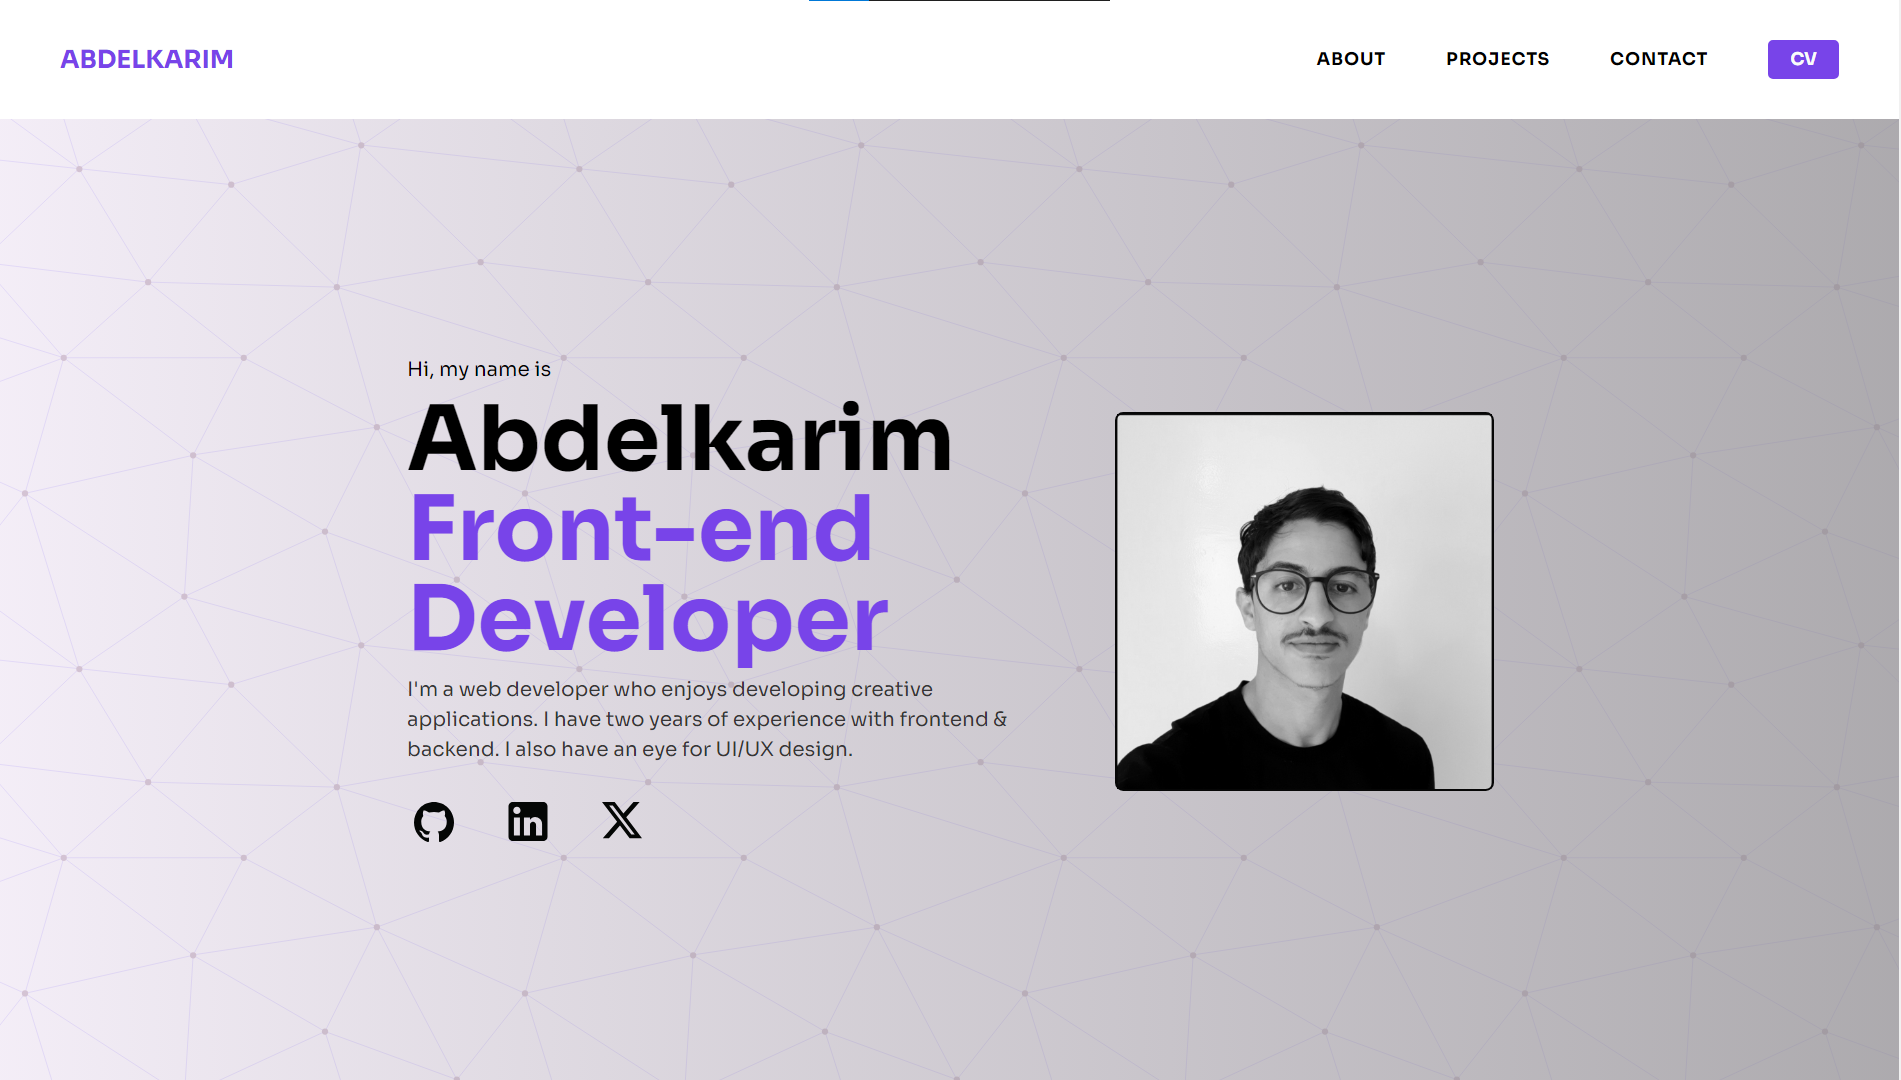 ABDELKARIM
ABOUT
PROJECTS
CONTACT
CV
Hi, my name is
Abdelkarim
Front-end
Developer
I'm a web developer who enjoys developing creative
applications. I have two years of experience with frontend &
backend. I also have an eye for UI/UX design.